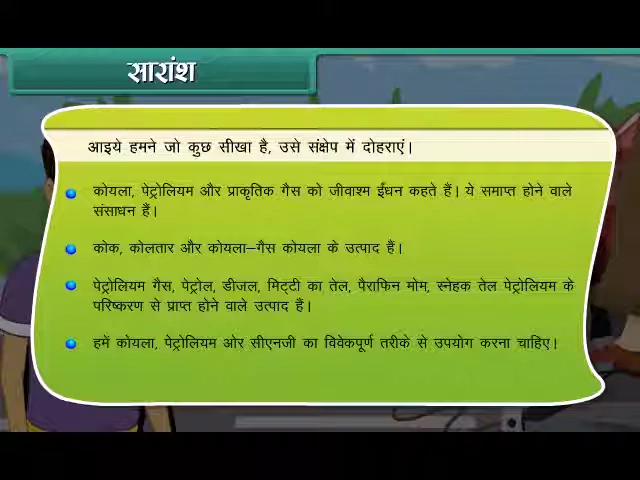 सारांश
आइये हमने जो कुछ सीखा है, उसे संक्षेप में दोहराएं।
कोयला, पेट्रोलियम और प्राकृतिक गैस को जीवाश्म ईंधन कहते हैं। ये समाप्त होने वाले
संसाधन हैं।
कोक, कोलतार और कोयला–गैस कोयला के उत्पाद हैं।
पेट्रोलियम गैस, पेट्रोल, डीजल, मिट्टी का तेल, पैराफिन मोम, स्नेहक तेल पेट्रोलियम के
परिष्करण से प्राप्त होने वाले उत्पाद हैं।
हमें कोयला, पेट्रोलियम ओर सीएनजी का विवेकपूर्ण तरीके से उपयोग करना चाहिए।